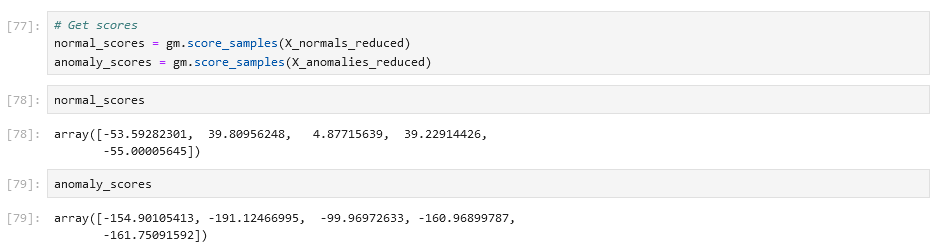 [77]: # Get scores
normal_scores = gm.score_samples(X_normals_reduced)
anomaly_scores = gm.score_samples(X_anomalies_reduced)
[78]: normal_scores
[78]: array([-53.59282301,  39.80956248,   4.87715639,  39.22914426,
       -55.00005645])
[79]: anomaly_scores
[79]: array([-154.90105413, -191.12466995,  -99.96972633, -160.96899787,
       -161.75091592])